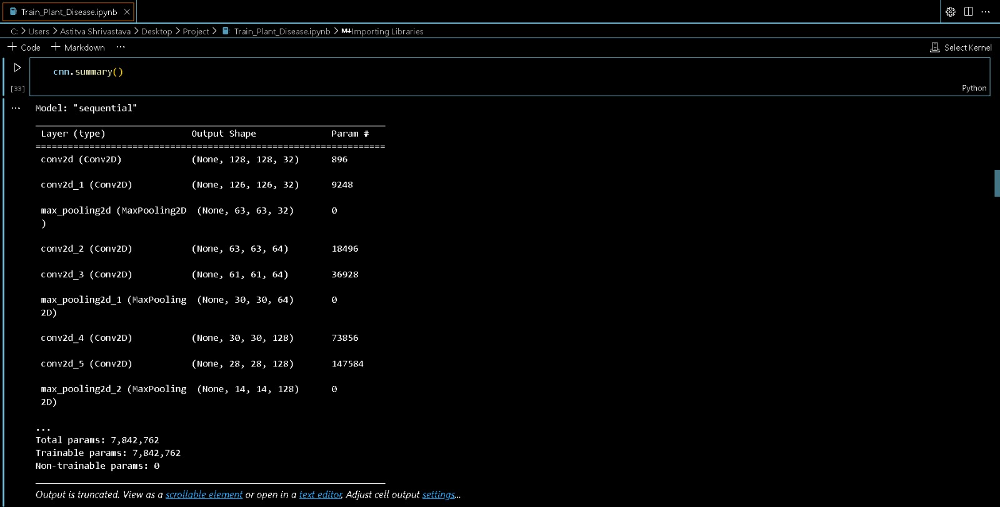 Train_Plant_Disease.ipynb
C: > Users > Astitva Shrivastava > Desktop > Project > Train_Plant_Disease.ipynb > M↓Importing Libraries
+ Code + Markdown ... Select Kernel
cnn.summary()
[33] Python
... Model: "sequential"
Layer (type) Output Shape Param #
=================================================================
conv2d (Conv2D) (None, 128, 128, 32) 896
conv2d_1 (Conv2D) (None, 126, 126, 32) 9248
max_pooling2d (MaxPooling2D (None, 63, 63, 32) 0
)
conv2d_2 (Conv2D) (None, 63, 63, 64) 18496
conv2d_3 (Conv2D) (None, 61, 61, 64) 36928
max_pooling2d_1 (MaxPooling (None, 30, 30, 64) 0
2D)
conv2d_4 (Conv2D) (None, 30, 30, 128) 73856
conv2d_5 (Conv2D) (None, 28, 28, 128) 147584
max_pooling2d_2 (MaxPooling (None, 14, 14, 128) 0
2D)
...
Total params: 7,842,762
Trainable params: 7,842,762
Non-trainable params: 0
Output is truncated. View as a scrollable element or open in a text editor. Adjust cell output settings...